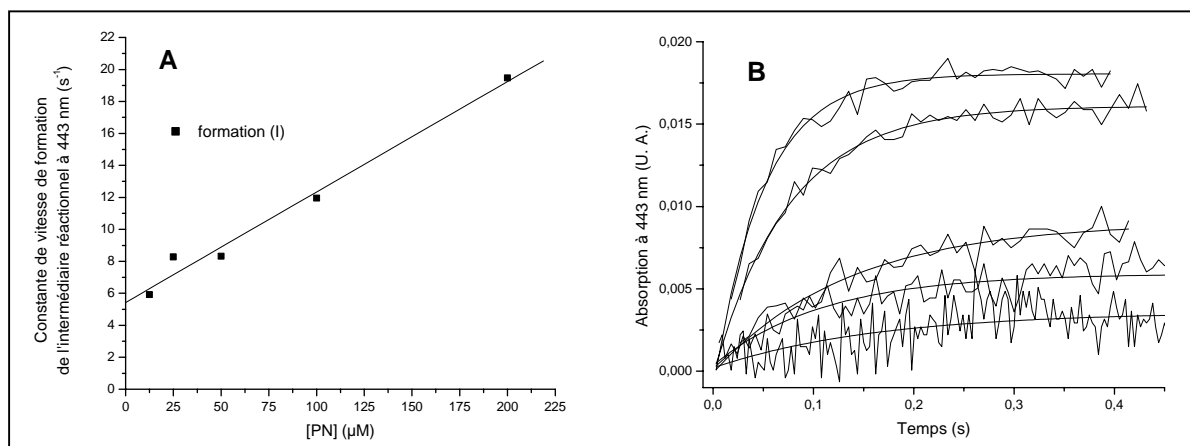 A
Constante de vitesse de formation
de l'intermédiaire réactionnel à 443 nm (s-1)
22
20
18
16
14
12
10
8
6
4
2
0
formation (I)
0 25 50 75 100 125 150 175 200 225
[PN] (µM)
B
Absorption à 443 nm (U. A.)
0,020
0,015
0,010
0,005
0,000
0,0 0,1 0,2 0,3 0,4
Temps (s)